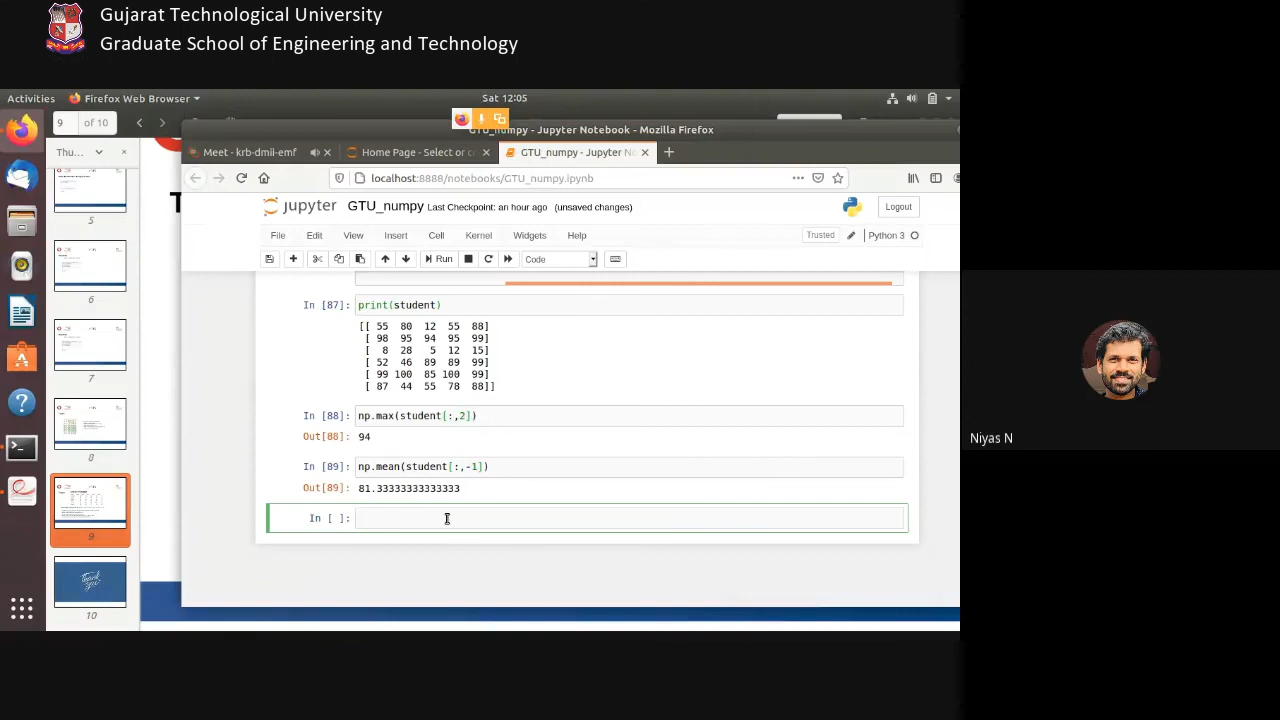 Gujarat Technological University
Graduate School of Engineering and Technology
Activities
Firefox Web Browser
Sat 12:05
9 of 10
GTU_numpy - Jupyter Notebook - Mozilla Firefox
Thu...
Meet - krb-dmii-emf
Home Page - Select or c
GTU_numpy - Jupyter N
localhost:8888/notebooks/GTU_numpy.ipynb
jupyter GTU_numpy Last Checkpoint: an hour ago (unsaved changes)
Logout
File Edit View Insert Cell Kernel Widgets Help
Trusted
Python 3
Run
Code
In [87]: print(student)
[[ 55 80 12 55 88]
[ 98 95 94 95 99]
[ 8 28 5 12 15]
[ 52 46 89 89 99]
[ 99 100 85 100 99]
[ 87 44 55 78 88]]
In [88]: np.max(student[:,2])
Out[88]: 94
In [89]: np.mean(student[:,-1])
Out[89]: 81.33333333333333
In [ ]:
5
6
7
8
9
Thank you
10
T
Niyas N